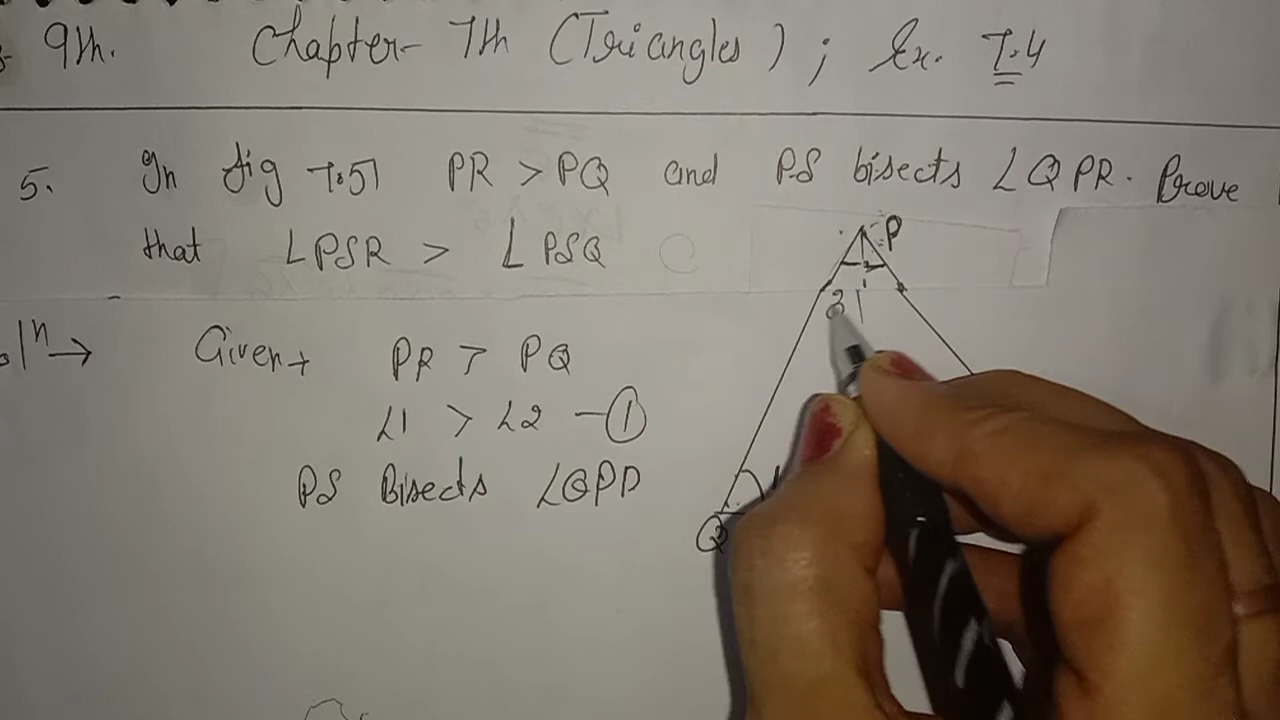 9th. Chapter- 7th (Triangles) ; Ex. 7.4
5. In fig 7.51 PR > PQ and PS bisects ∠QPR. Prove
that ∠PSR > ∠PSQ
P
31
Given → PR > PQ
∠1 > ∠2 - ①
PS Bisects ∠QPR
Q